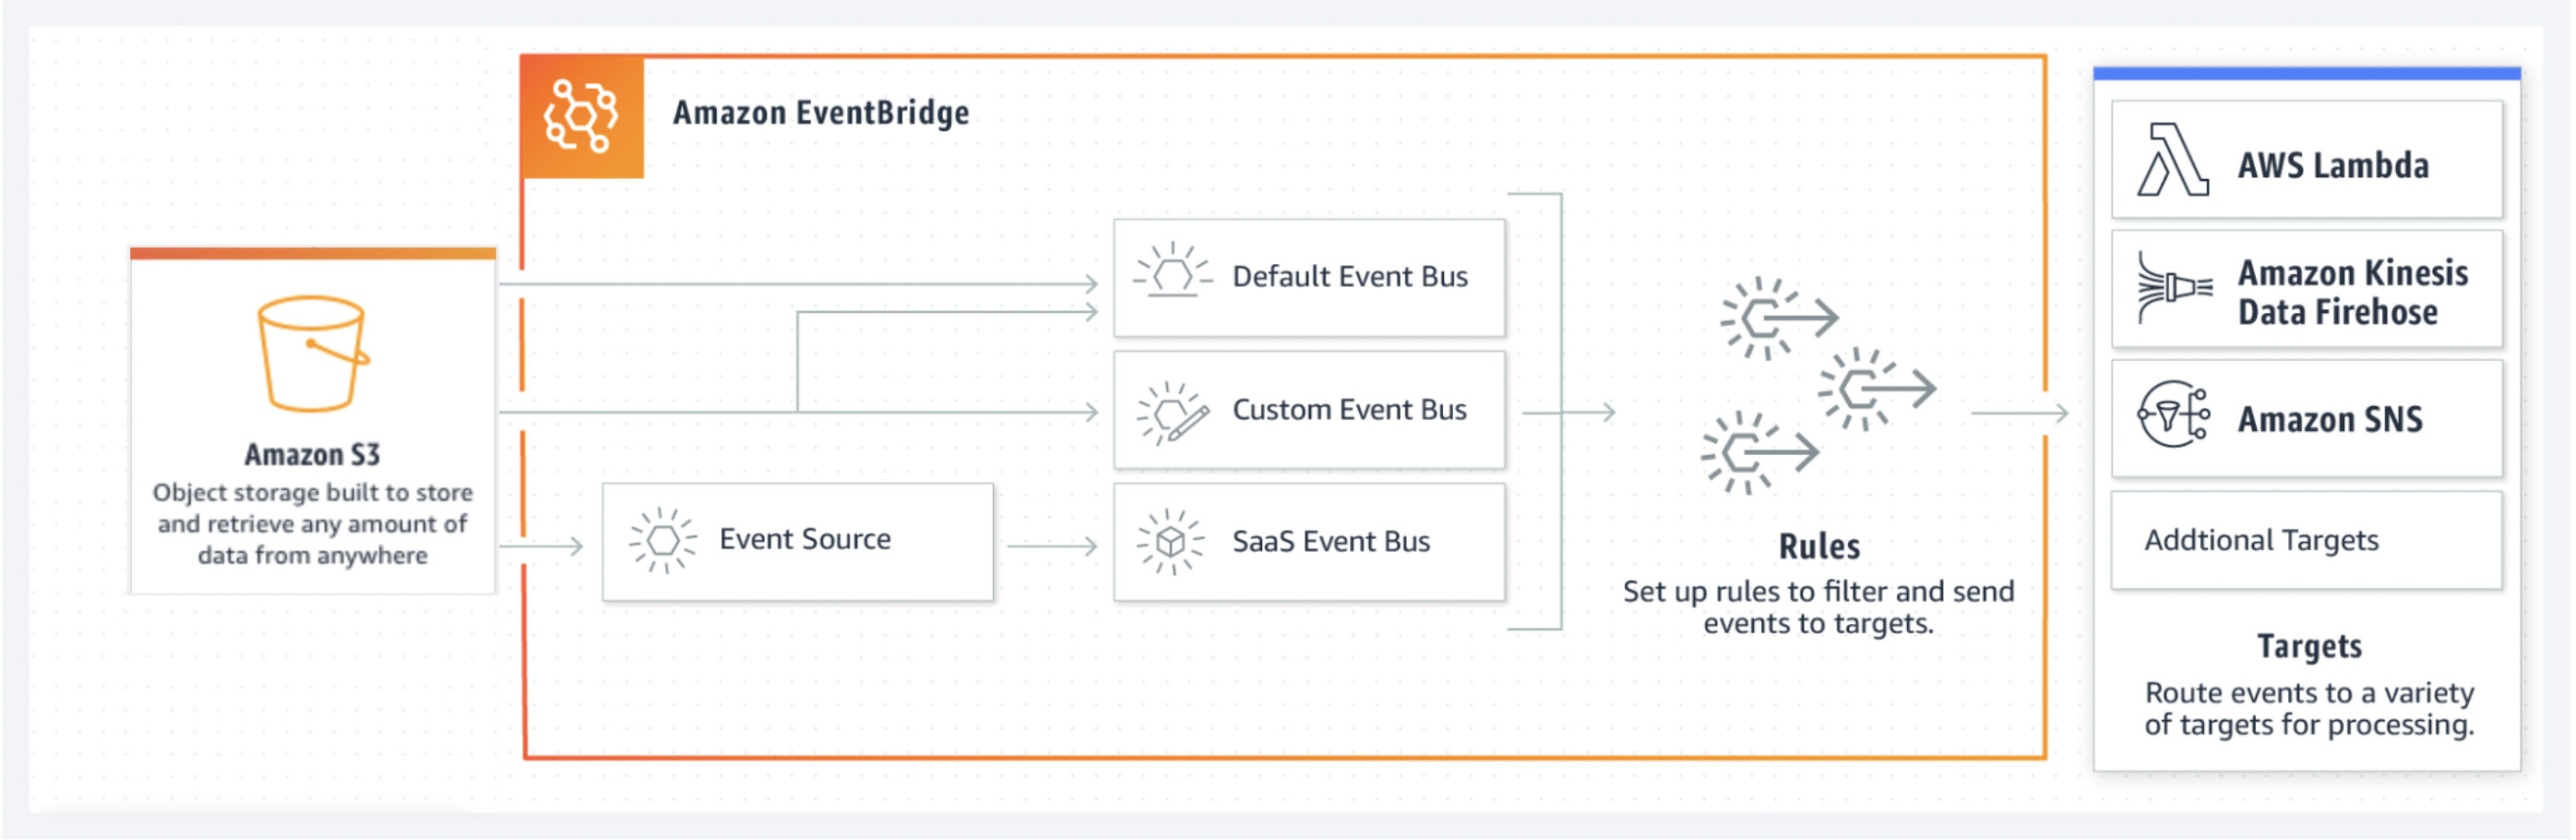 Amazon EventBridge
Amazon S3
Object storage built to store
and retrieve any amount of
data from anywhere
Event Source
Default Event Bus
Custom Event Bus
SaaS Event Bus
Rules
Set up rules to filter and send
events to targets.
AWS Lambda
Amazon Kinesis
Data Firehose
Amazon SNS
Addtional Targets
Targets
Route events to a variety
of targets for processing.